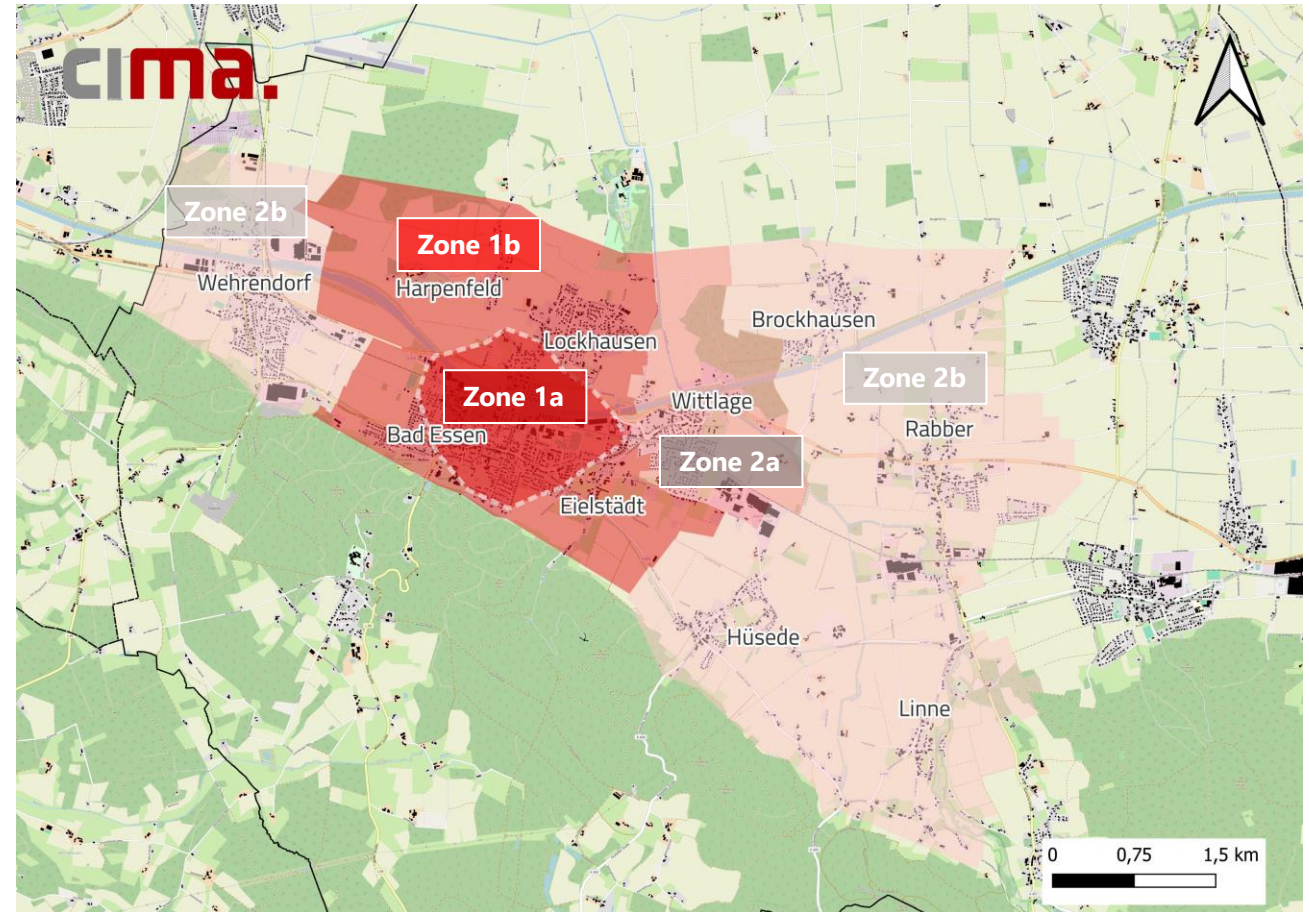 cima.
Zone 2b
Zone 1b
Wehrendorf
Harpenfeld
Brockhausen
Lockhausen
Zone 1a
Zone 2b
Wittlage
Rabber
Bad Essen
Zone 2a
Eielstädt
Hüsede
Linne
0 0,75 1,5 km